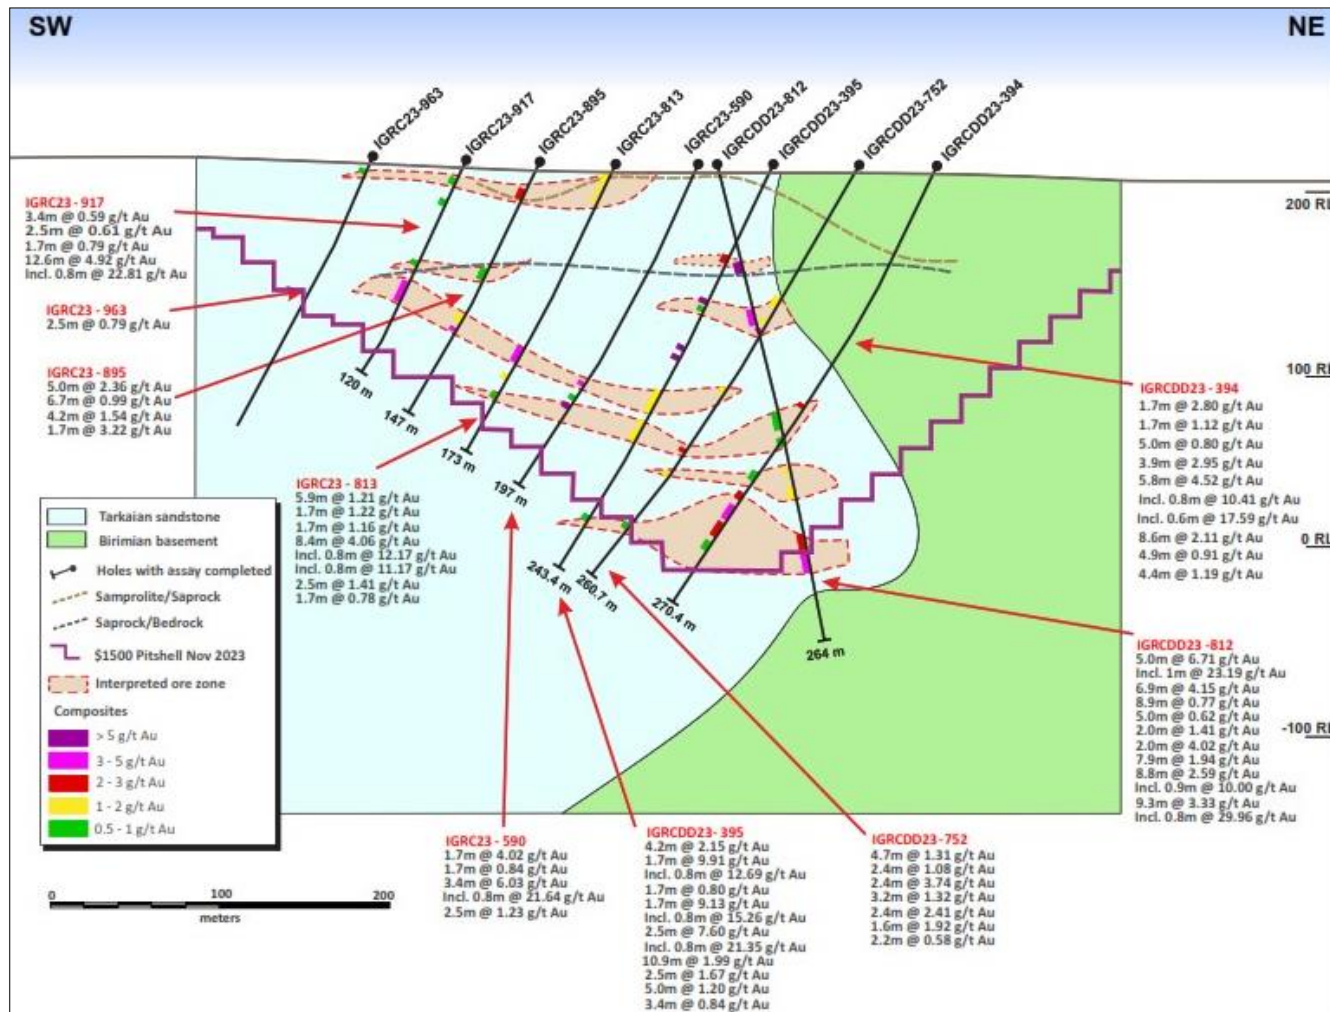 SW
NE
IGRC23-963
IGRC23-917
IGRC23-895
IGRC23-813
IGRC23-590
IGRCDD23-812
IGRCDD23-395
IGRCDD23-752
IGRCDD23-394
200 RL
100 RL
0 RL
-100 RL
IGRC23 - 917
3.4m @ 0.59 g/t Au
2.5m @ 0.61 g/t Au
1.7m @ 0.79 g/t Au
12.6m @ 4.92 g/t Au
Incl. 0.8m @ 22.81 g/t Au
IGRC23 - 963
2.5m @ 0.79 g/t Au
IGRC23 - 895
5.0m @ 2.36 g/t Au
6.7m @ 0.99 g/t Au
4.2m @ 1.54 g/t Au
1.7m @ 3.22 g/t Au
IGRC23 - 813
5.9m @ 1.21 g/t Au
1.7m @ 1.22 g/t Au
1.7m @ 1.16 g/t Au
8.4m @ 4.06 g/t Au
Incl. 0.8m @ 12.17 g/t Au
Incl. 0.8m @ 11.17 g/t Au
2.5m @ 1.41 g/t Au
1.7m @ 0.78 g/t Au
120 m
147 m
173 m
197 m
243.4 m
260.7 m
270.4 m
264 m
IGRCDD23 - 394
1.7m @ 2.80 g/t Au
1.7m @ 1.12 g/t Au
5.0m @ 0.80 g/t Au
3.9m @ 2.95 g/t Au
5.8m @ 4.52 g/t Au
Incl. 0.8m @ 10.41 g/t Au
Incl. 0.6m @ 17.59 g/t Au
8.6m @ 2.11 g/t Au
4.9m @ 0.91 g/t Au
4.4m @ 1.19 g/t Au
IGRCDD23 -812
5.0m @ 6.71 g/t Au
Incl. 1m @ 23.19 g/t Au
6.9m @ 4.15 g/t Au
8.9m @ 0.77 g/t Au
5.0m @ 0.62 g/t Au
2.0m @ 1.41 g/t Au
2.0m @ 4.02 g/t Au
7.9m @ 1.94 g/t Au
8.8m @ 2.59 g/t Au
Incl. 0.9m @ 10.00 g/t Au
9.3m @ 3.33 g/t Au
Incl. 0.8m @ 29.96 g/t Au
Tarkaian sandstone
Birimian basement
Holes with assay completed
Samprolite/Saprock
Saprock/Bedrock
$1500 Pitshell Nov 2023
Interpreted ore zone
Composites
> 5 g/t Au
3 - 5 g/t Au
2 - 3 g/t Au
1 - 2 g/t Au
0.5 - 1 g/t Au
IGRC23 - 590
1.7m @ 4.02 g/t Au
1.7m @ 0.84 g/t Au
3.4m @ 6.03 g/t Au
Incl. 0.8m @ 21.64 g/t Au
2.5m @ 1.23 g/t Au
IGRCDD23- 395
4.2m @ 2.15 g/t Au
1.7m @ 9.91 g/t Au
Incl. 0.8m @ 12.69 g/t Au
1.7m @ 0.80 g/t Au
1.7m @ 9.13 g/t Au
Incl. 0.8m @ 15.26 g/t Au
2.5m @ 7.60 g/t Au
Incl. 0.8m @ 21.35 g/t Au
10.9m @ 1.99 g/t Au
2.5m @ 1.67 g/t Au
5.0m @ 1.20 g/t Au
3.4m @ 0.84 g/t Au
IGRCDD23-752
4.7m @ 1.31 g/t Au
2.4m @ 1.08 g/t Au
2.4m @ 3.74 g/t Au
3.2m @ 1.32 g/t Au
2.4m @ 2.41 g/t Au
1.6m @ 1.92 g/t Au
2.2m @ 0.58 g/t Au
0 100 200
meters